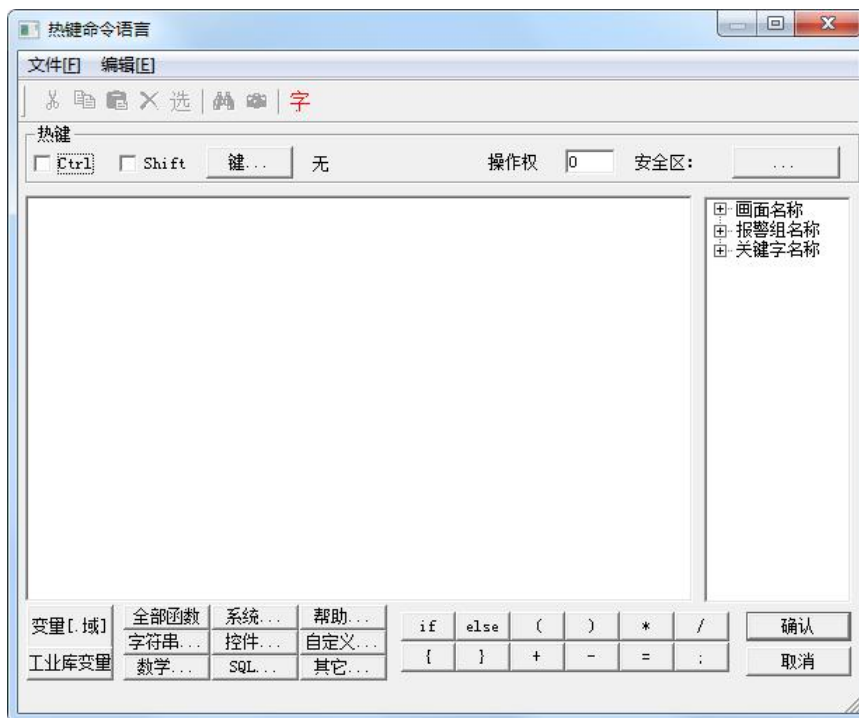 热键命令语言
文件[F] 编辑[E]
选 字
热键
Ctrl Shift 键... 无 操作权 0 安全区: ...
画面名称
报警组名称
关键字名称
变量[.域] 全部函数 系统... 帮助... if else ( ) * / 确认
字符串... 控件... 自定义...
工业库变量 数学... SQL... 其它... { } + - = ; 取消